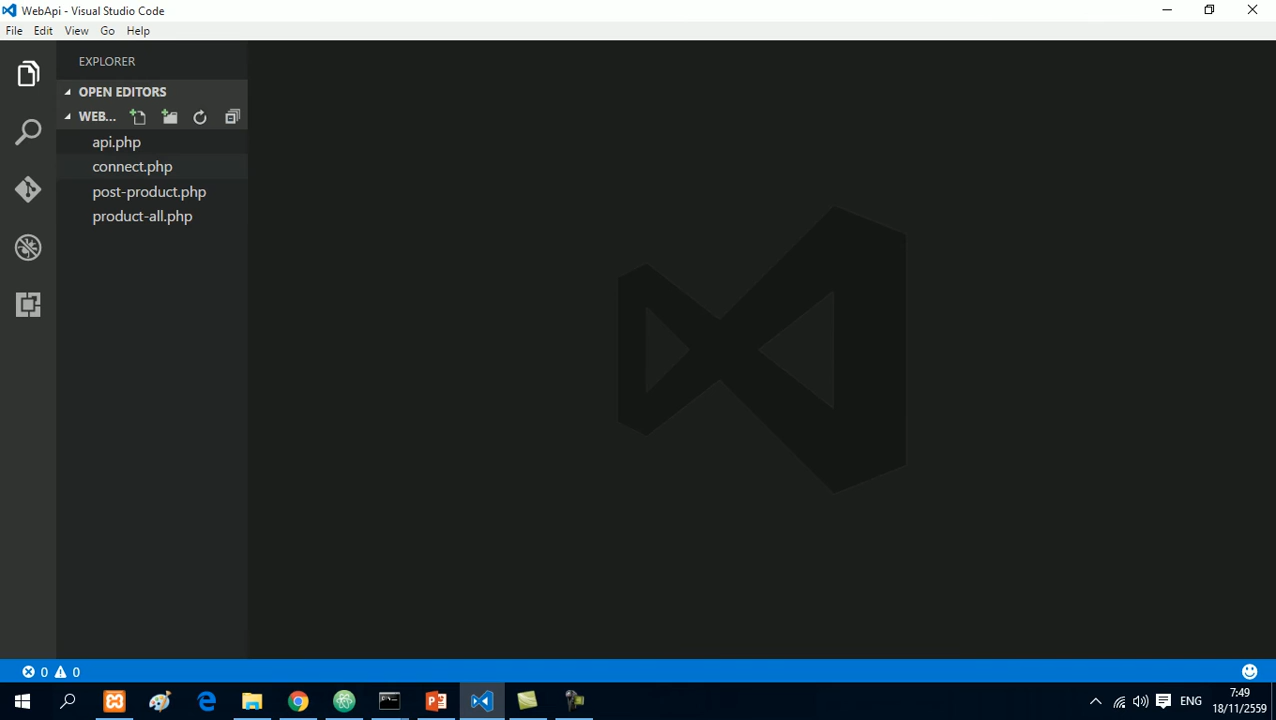 WebApi - Visual Studio Code
File Edit View Go Help
EXPLORER
OPEN EDITORS
WEB...
api.php
connect.php
post-product.php
product-all.php
0 0
ENG
7:49
18/11/2559